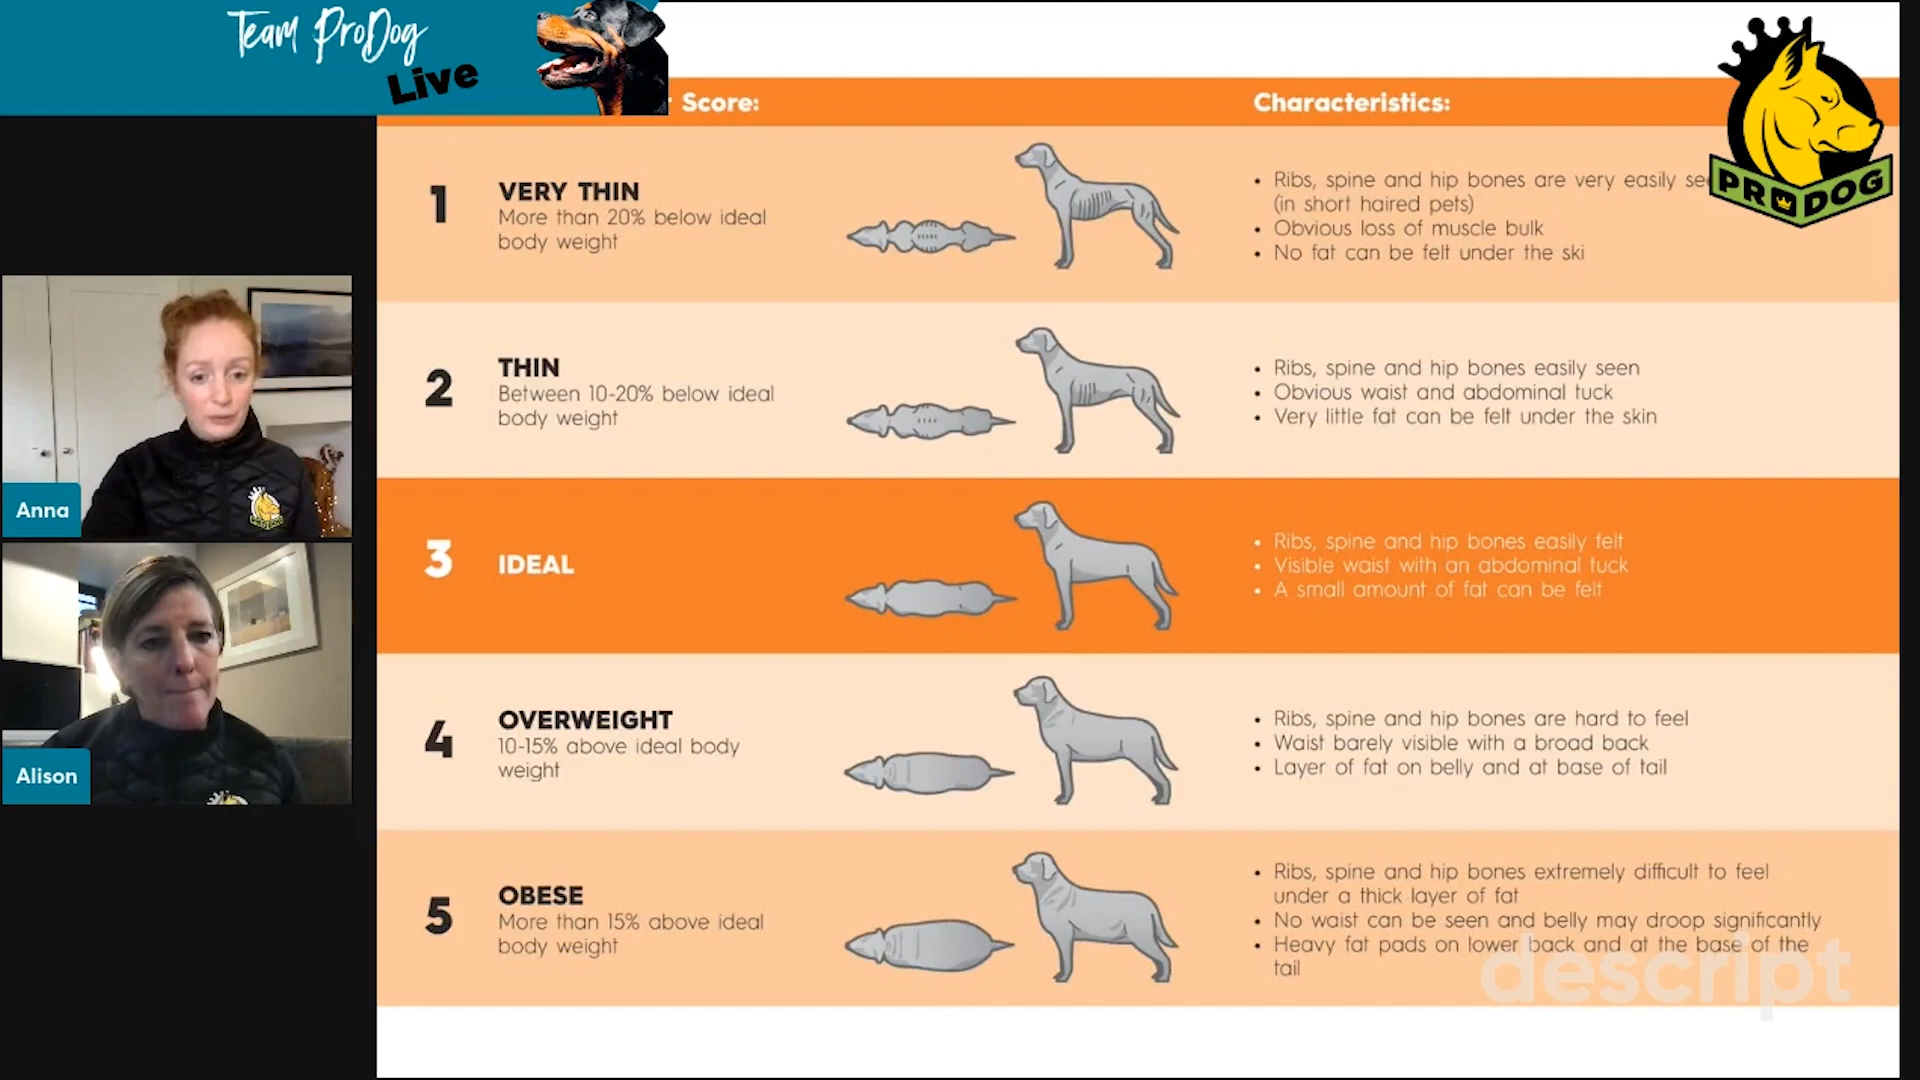 Team ProDog
Live
Score:
Characteristics:
PRODOG
1
VERY THIN
More than 20% below ideal
body weight
• Ribs, spine and hip bones are very easily
(in short haired pets)
• Obvious loss of muscle bulk
• No fat can be felt under the ski
2
THIN
Between 10-20% below ideal
body weight
• Ribs, spine and hip bones easily seen
• Obvious waist and abdominal tuck
• Very little fat can be felt under the skin
3
IDEAL
• Ribs, spine and hip bones easily felt
• Visible waist with an abdominal tuck
• A small amount of fat can be felt
4
OVERWEIGHT
10-15% above ideal body
weight
• Ribs, spine and hip bones are hard to feel
• Waist barely visible with a broad back
• Layer of fat on belly and at base of tail
5
OBESE
More than 15% above ideal
body weight
• Ribs, spine and hip bones extremely difficult to feel
under a thick layer of fat
• No waist can be seen and belly may droop significantly
• Heavy fat pads on lower back and at the base of the
tail
descript
Anna
PRODOG
Alison